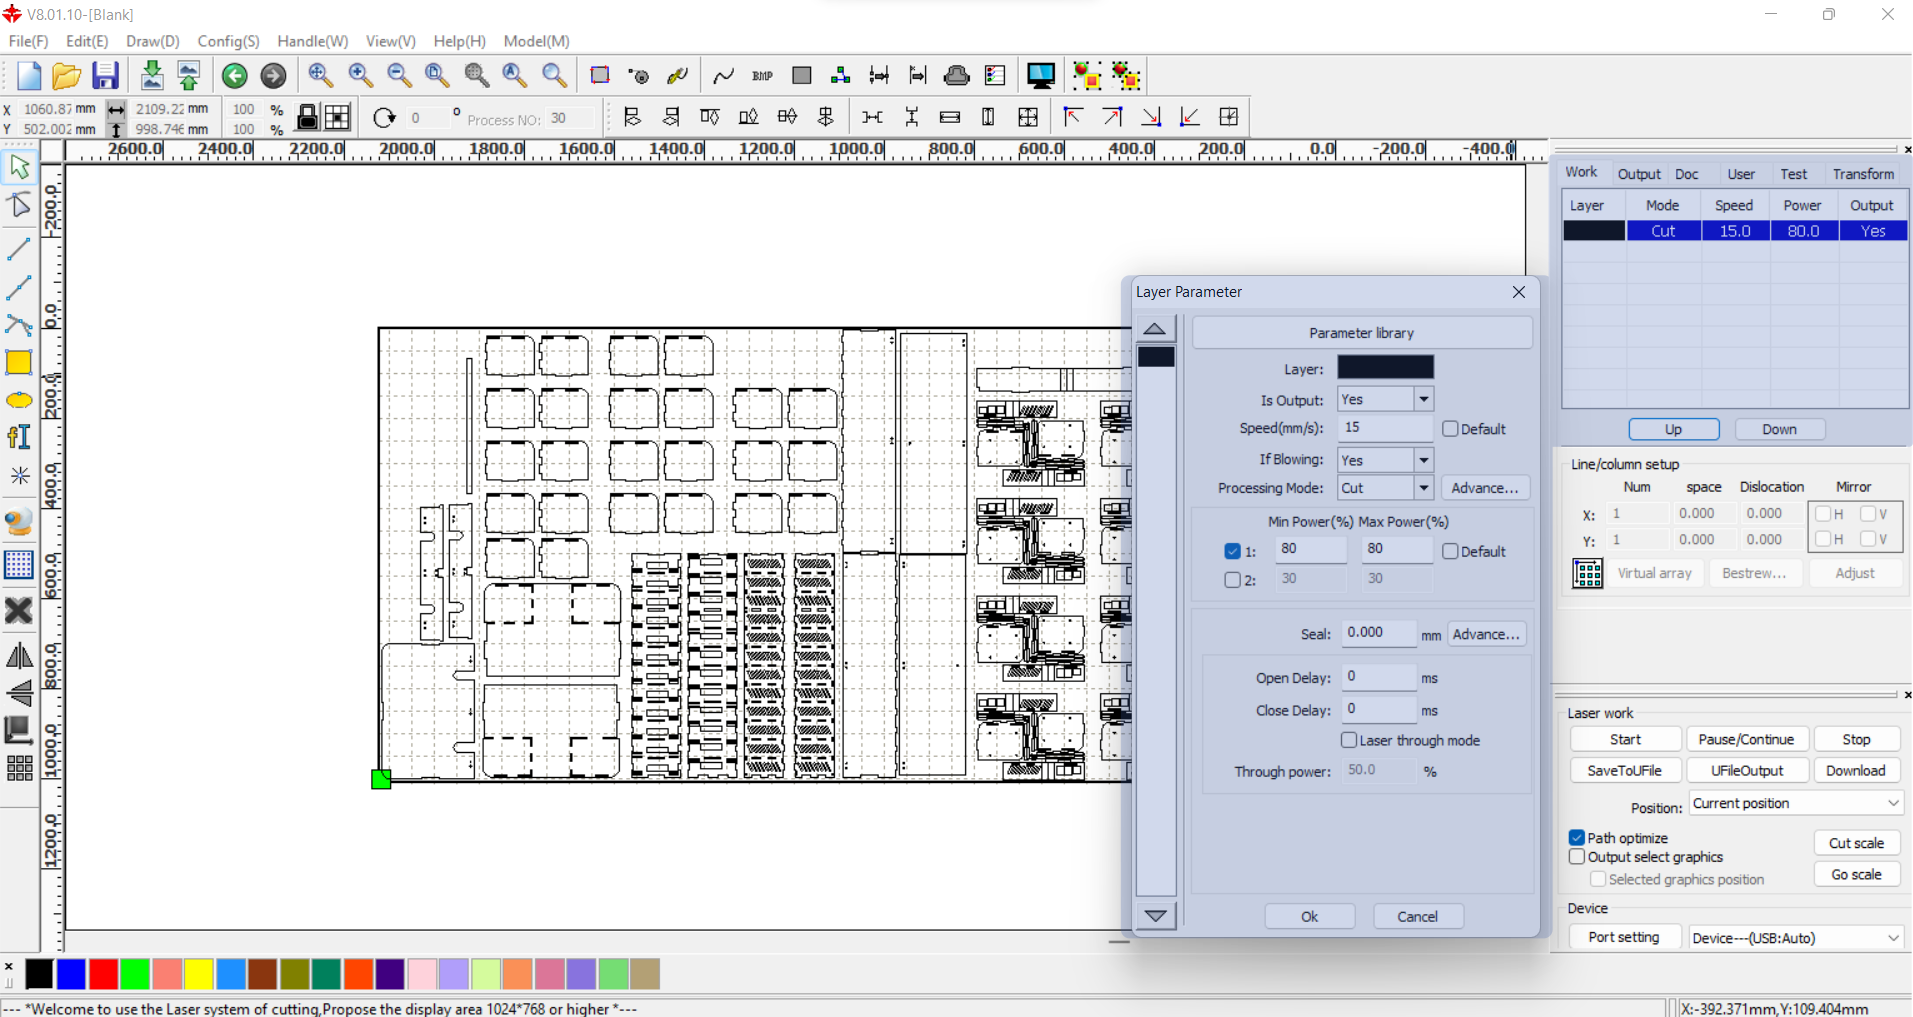 V8.01.10-[Blank]
File(F) Edit(E) Draw(D) Config(S) Handle(W) View(V) Help(H) Model(M)
BMP
X 1060.87 mm 2109.22 mm 100 %
Y 502.002 mm 998.746 mm 100 %
0 ° Process NO: 30
2600.0 2400.0 2200.0 2000.0 1800.0 1600.0 1400.0 1200.0 1000.0 800.0 600.0 400.0 200.0 0.0 -200.0 -400.0
-200.0
0.0
200.0
400.0
600.0
800.0
1000.0
1200.0
Work Output Doc User Test Transform
Layer Mode Speed Power Output
Cut 15.0 80.0 Yes
Up Down
Line/column setup
Num space Dislocation Mirror
X: 1 0.000 0.000 H V
Y: 1 0.000 0.000 H V
Virtual array Bestrew... Adjust
Laser work
Start Pause/Continue Stop
SaveToUFile UFileOutput Download
Position: Current position
Path optimize
Output select graphics
Selected graphics position
Cut scale
Go scale
Device
Port setting Device---(USB:Auto)
Layer Parameter
Parameter library
Layer:
Is Output: Yes
Speed(mm/s): 15 Default
If Blowing: Yes
Processing Mode: Cut Advance...
Min Power(%) Max Power(%)
1: 80 80 Default
2: 30 30
Seal: 0.000 mm Advance...
Open Delay: 0 ms
Close Delay: 0 ms
Laser through mode
Through power: 50.0 %
Ok Cancel
--- *Welcome to use the Laser system of cutting,Propose the display area 1024*768 or higher *---
X:-392.371mm,Y:109.404mm